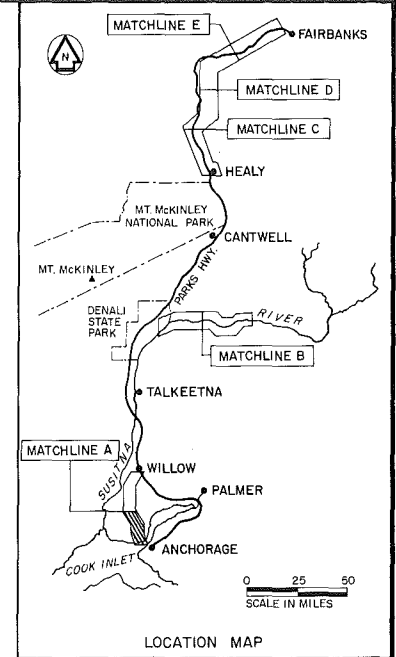 MATCHLINE E
FAIRBANKS
N
MATCHLINE D
MATCHLINE C
HEALY
MT. McKINLEY
NATIONAL PARK
CANTWELL
MT. McKINLEY
PARKS HWY.
DENALI
STATE
PARK
RIVER
MATCHLINE B
TALKEETNA
MATCHLINE A
WILLOW
SUSITNA
PALMER
ANCHORAGE
COOK INLET
0 25 50
SCALE IN MILES
LOCATION MAP